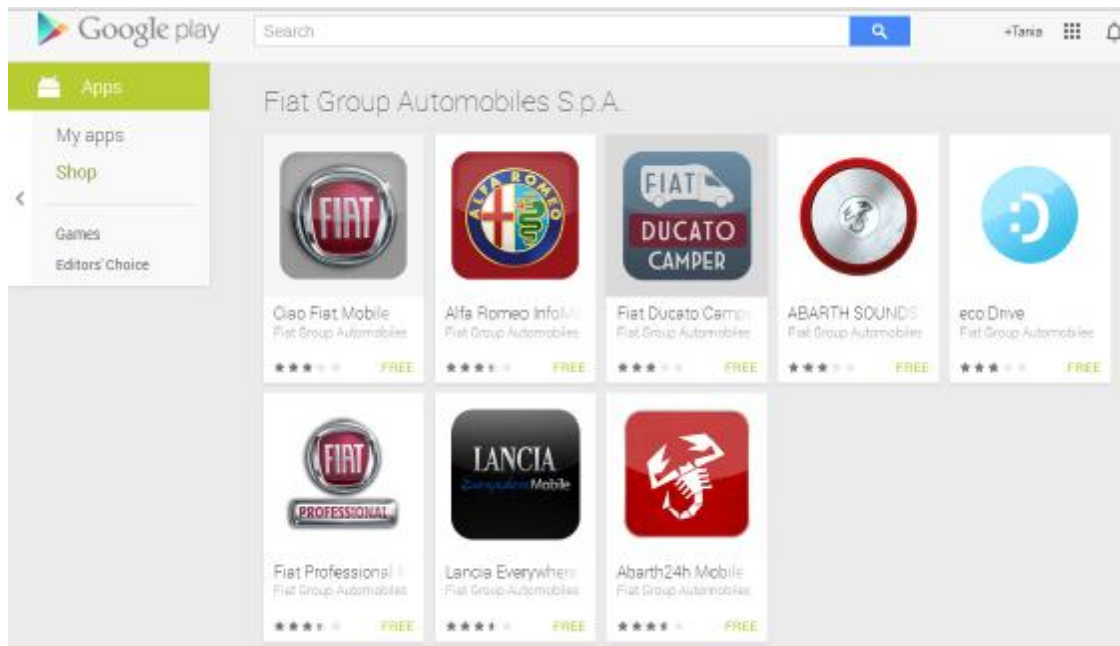 Google play
Search
+Tania
Apps
My apps
Shop
Games
Editors' Choice
Fiat Group Automobiles S.p.A.
FIAT
ALFA ROMEO
FIAT
DUCATO
CAMPER
Ciao Fiat Mobile
Fiat Group Automobiles
FREE
Alfa Romeo InfoM
Fiat Group Automobiles
FREE
Fiat Ducato Camp
Fiat Group Automobiles
FREE
ABARTH SOUNDS
Fiat Group Automobiles
FREE
eco:Drive
Fiat Group Automobiles
FREE
FIAT
PROFESSIONAL
LANCIA
Everywhere Mobile
Fiat Professional
Fiat Group Automobiles
FREE
Lancia Everywhere
Fiat Group Automobiles
FREE
Abarth24h Mobile
Fiat Group Automobiles
FREE